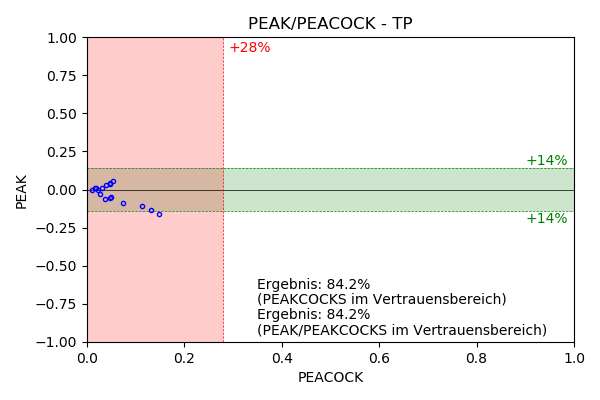 PEAK/PEACOCK - TP
1.00
+28%
0.75
0.50
0.25
+14%
0.00
PEAK
+14%
−0.25
−0.50
Ergebnis: 84.2%
−0.75
(PEAKCOCKS im Vertrauensbereich)
Ergebnis: 84.2%
(PEAK/PEAKCOCKS im Vertrauensbereich)
−1.00
0.0 0.2 0.4 0.6 0.8 1.0
PEACOCK